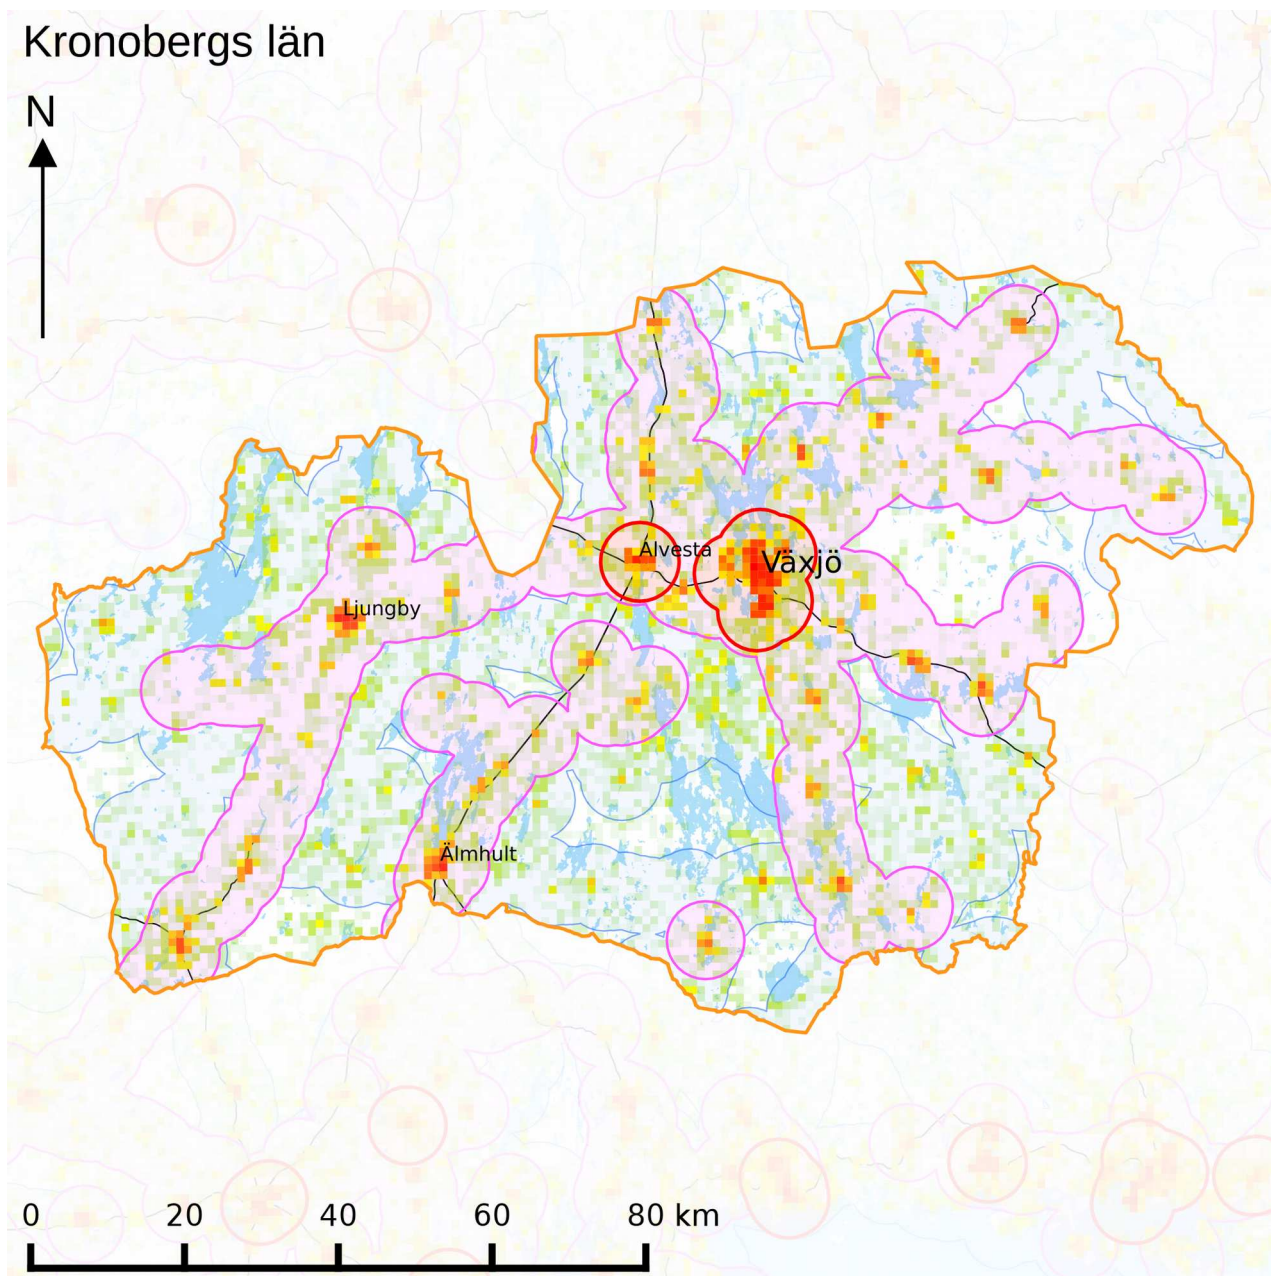 Kronobergs län
N
Alvesta
Växjö
Ljungby
Älmhult
0 20 40 60 80 km